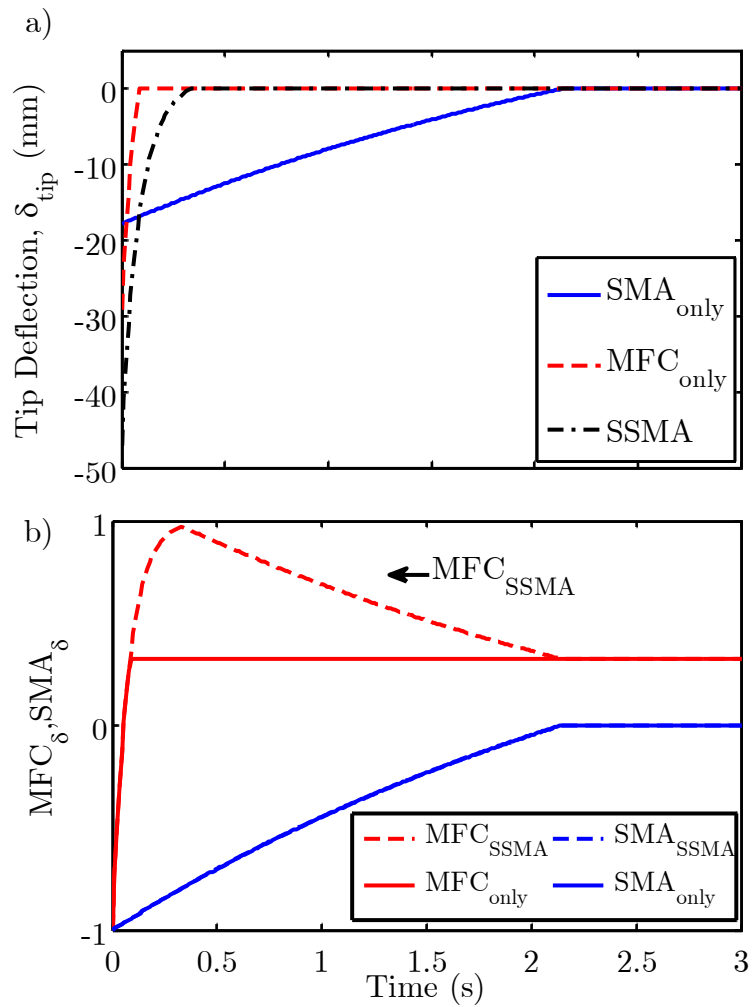 a)
Tip Deflection, δtip (mm)
0
-10
-20
-30
-40
-50
SMAonly
MFConly
SSMA
b)
MFCδ,SMAδ
1
0
-1
MFCSSMA
MFCSSMA
SMASSMA
MFConly
SMAonly
0
0.5
1
1.5
2
2.5
3
Time (s)